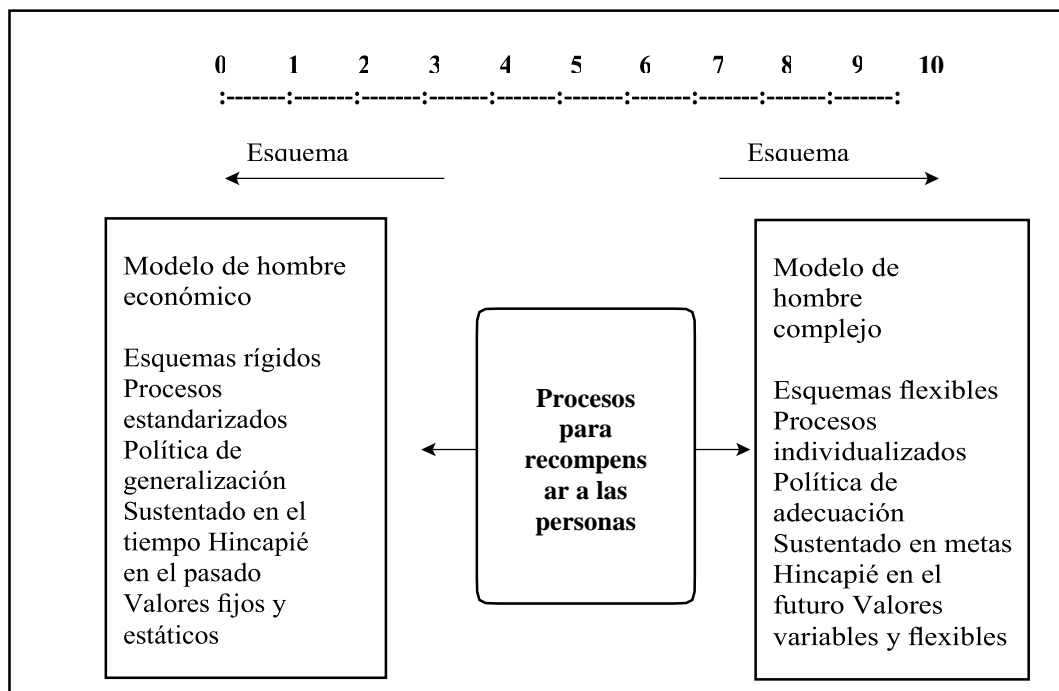 0 1 2 3 4 5 6 7 8 9 10
:-------:-------:-------:-------:-------:-------:-------:-------:-------:-------:
Esquema
Esquema
Modelo de hombre
económico
Esquemas rígidos
Procesos
estandarizados
Política de
generalización
Sustentado en el
tiempo Hincapié
en el pasado
Valores fijos y
estáticos
Procesos
para
recompens
ar a las
personas
Modelo de
hombre
complejo
Esquemas flexibles
Procesos
individualizados
Política de
adecuación
Sustentado en metas
Hincapié en el
futuro Valores
variables y flexibles